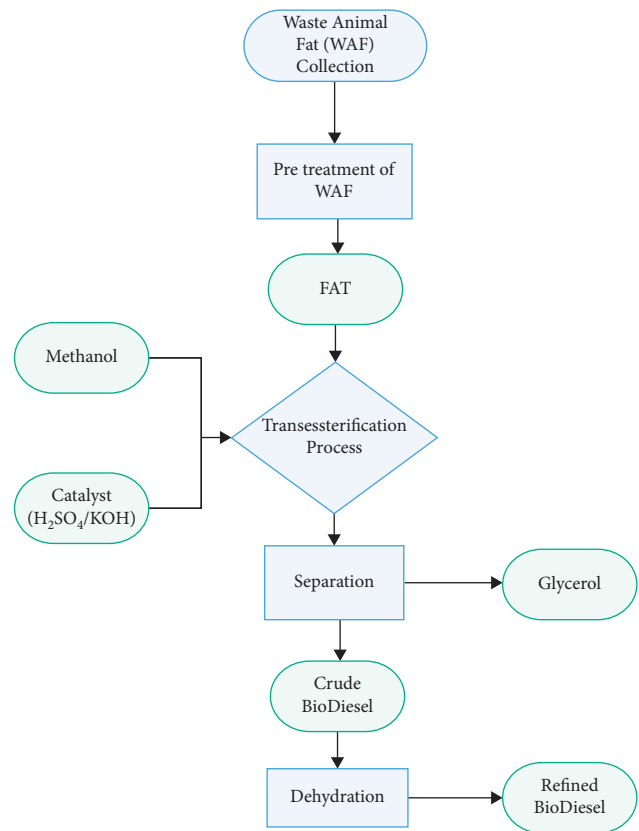 Waste Animal
Fat (WAF)
Collection
Pre treatment of
WAF
FAT
Methanol
Transessterification
Process
Catalyst
(H₂SO₄/KOH)
Separation
Glycerol
Crude
BioDiesel
Dehydration
Refined
BioDiesel